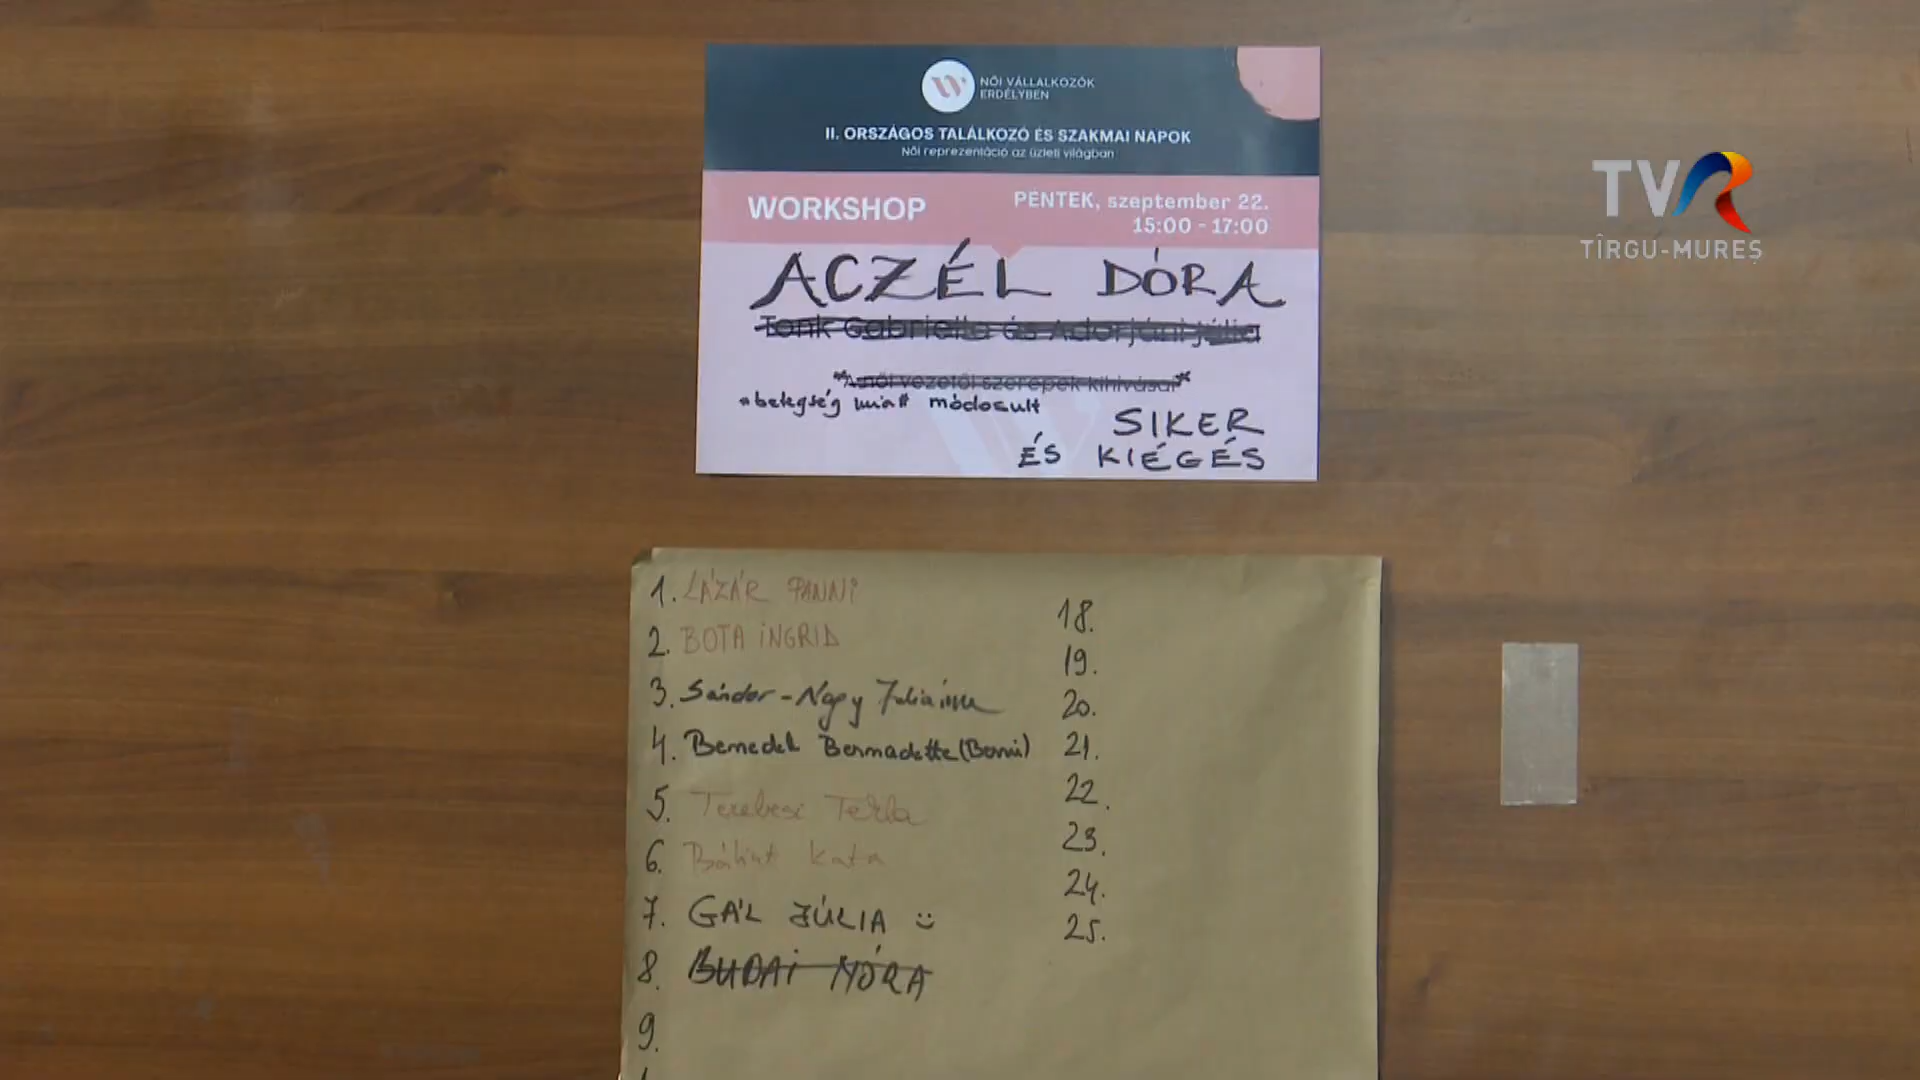 NŐI VÁLLALKOZÓK
ERDÉLYBEN
II. ORSZÁGOS TALÁLKOZÓ ÉS SZAKMAI NAPOK
Női reprezentáció az üzleti világban
WORKSHOP
PÉNTEK, szeptember 22.
15:00 - 17:00
ACZÉL DÓRA
Tonk Gabriella és Adorjáni Júlia
"A női vezetői szerepek kihívásai"
*betegség miatt módosult
SIKER
ÉS KIÉGÉS
TVR
TÎRGU-MUREȘ
1. LÁZÁR PANNI
2. BOTA INGRID
3. Sándor-Nagy Juliánna
4. Benedek Bernadette (Berni)
5. Terebesi Tekla
6. Bálint Kata
7. GÁL JÚLIA :)
8. BUDAI NÓRA
9.
18.
19.
20.
21.
22.
23.
24.
25.